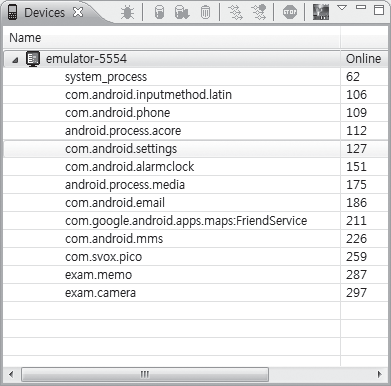 Devices
Name
emulator-5554 Online
system_process 62
com.android.inputmethod.latin 106
com.android.phone 109
android.process.acore 112
com.android.settings 127
com.android.alarmclock 151
android.process.media 175
com.android.email 186
com.google.android.apps.maps:FriendService 211
com.android.mms 226
com.svox.pico 259
exam.memo 287
exam.camera 297